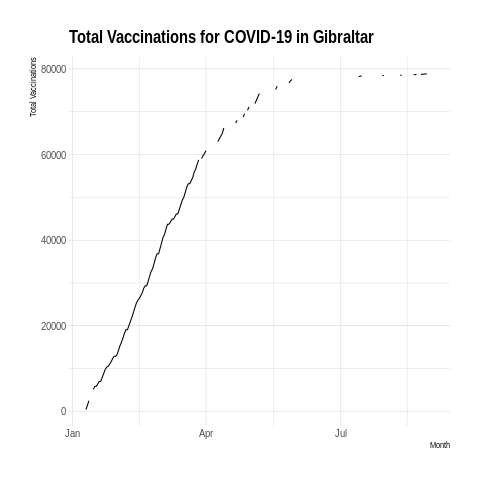 Total Vaccinations for COVID-19 in Gibraltar
Total Vaccinations
80000
60000
40000
20000
0
Jan Apr Jul
Month